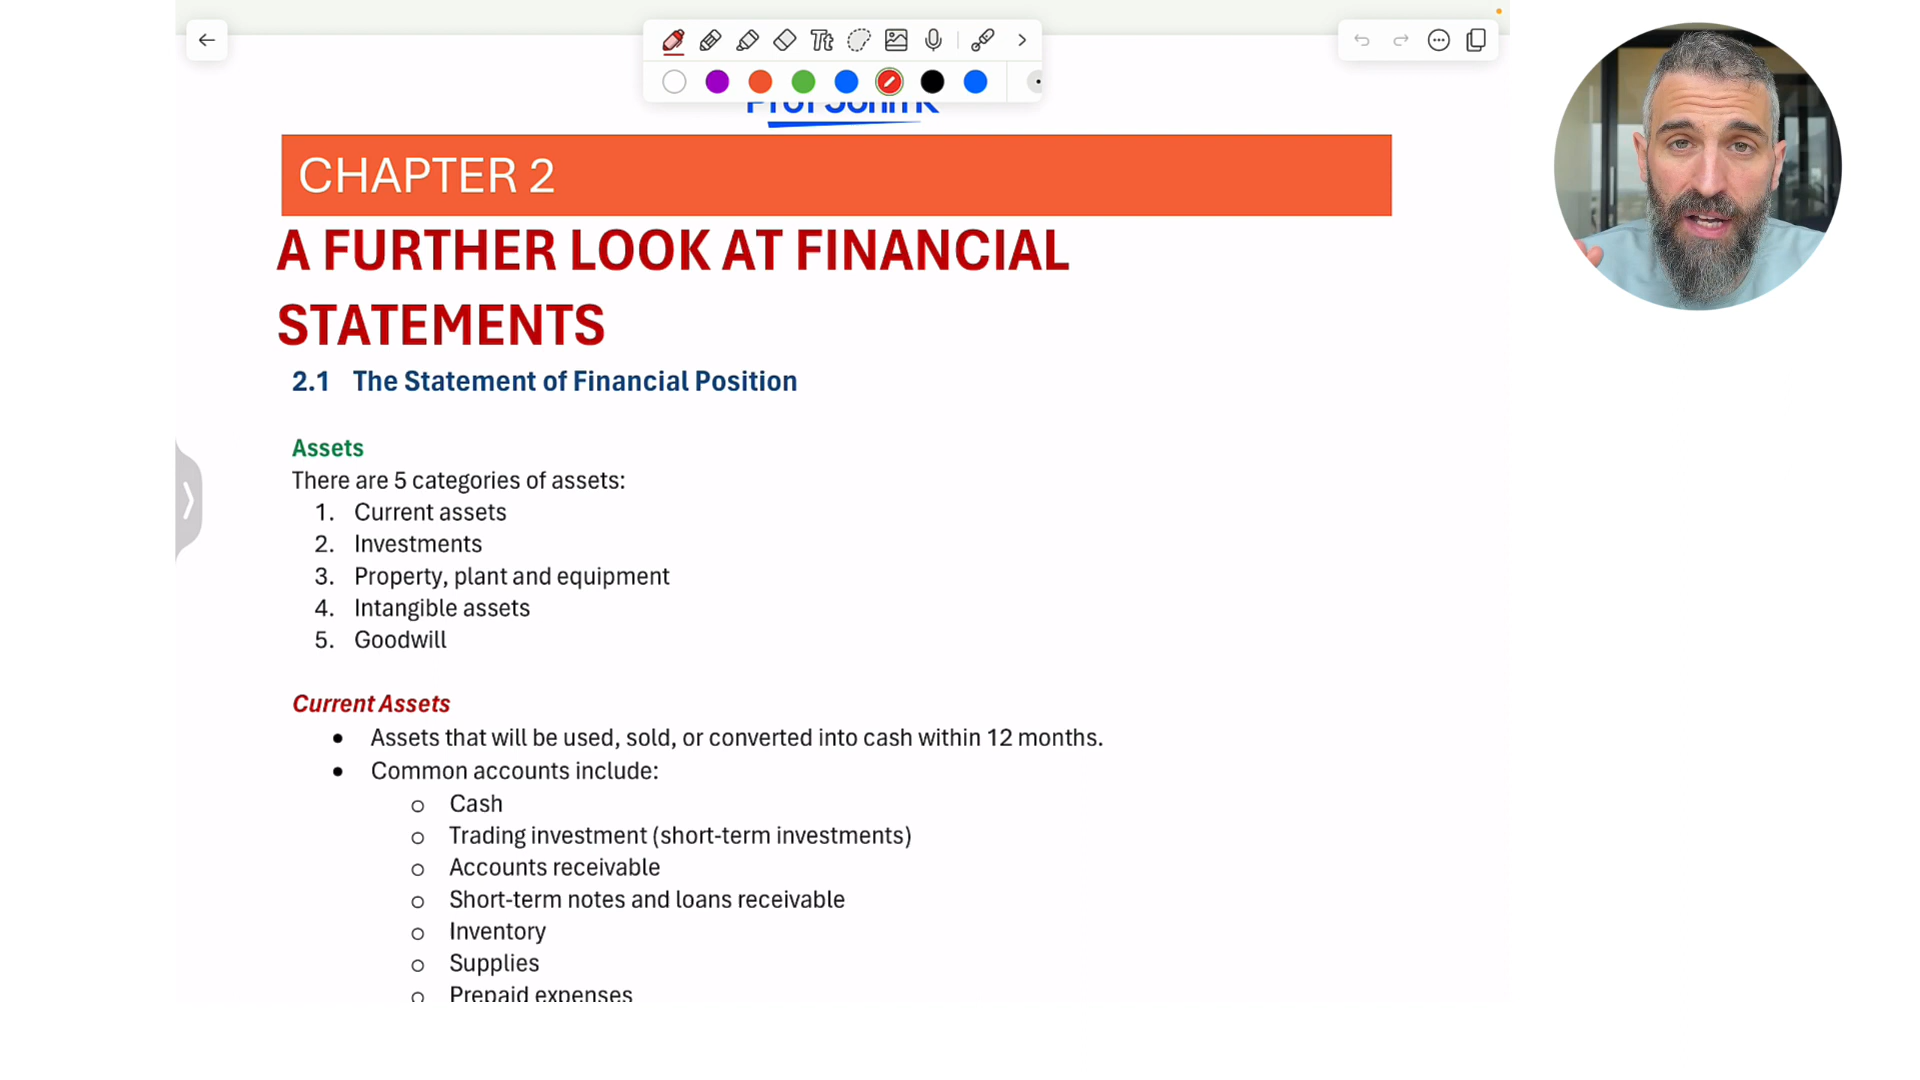 CHAPTER 2
A FURTHER LOOK AT FINANCIAL
STATEMENTS
2.1 The Statement of Financial Position
Assets
There are 5 categories of assets:
1. Current assets
2. Investments
3. Property, plant and equipment
4. Intangible assets
5. Goodwill
Current Assets
• Assets that will be used, sold, or converted into cash within 12 months.
• Common accounts include:
o Cash
o Trading investment (short-term investments)
o Accounts receivable
o Short-term notes and loans receivable
o Inventory
o Supplies
o Prepaid expenses